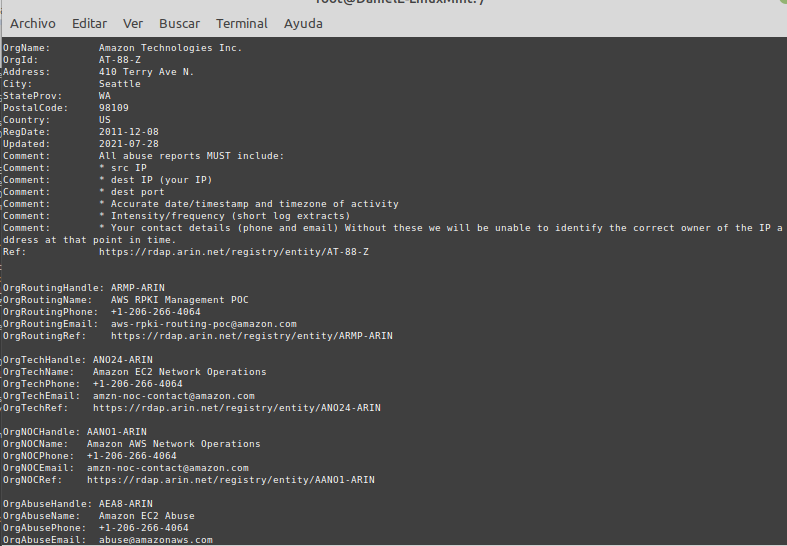 root@DanielE-LinuxMint: /
Archivo Editar Ver Buscar Terminal Ayuda
OrgName:        Amazon Technologies Inc.
OrgId:          AT-88-Z
Address:        410 Terry Ave N.
City:           Seattle
StateProv:      WA
PostalCode:     98109
Country:        US
RegDate:        2011-12-08
Updated:        2021-07-28
Comment:        All abuse reports MUST include:
Comment:        * src IP
Comment:        * dest IP (your IP)
Comment:        * dest port
Comment:        * Accurate date/timestamp and timezone of activity
Comment:        * Intensity/frequency (short log extracts)
Comment:        * Your contact details (phone and email) Without these we will be unable to identify the correct owner of the IP a
ddress at that point in time.
Ref:            https://rdap.arin.net/registry/entity/AT-88-Z
OrgRoutingHandle: ARMP-ARIN
OrgRoutingName:   AWS RPKI Management POC
OrgRoutingPhone:  +1-206-266-4064
OrgRoutingEmail:  aws-rpki-routing-poc@amazon.com
OrgRoutingRef:    https://rdap.arin.net/registry/entity/ARMP-ARIN
OrgTechHandle: ANO24-ARIN
OrgTechName:   Amazon EC2 Network Operations
OrgTechPhone:  +1-206-266-4064
OrgTechEmail:  amzn-noc-contact@amazon.com
OrgTechRef:    https://rdap.arin.net/registry/entity/ANO24-ARIN
OrgNOCHandle: AANO1-ARIN
OrgNOCName:   Amazon AWS Network Operations
OrgNOCPhone:  +1-206-266-4064
OrgNOCEmail:  amzn-noc-contact@amazon.com
OrgNOCRef:    https://rdap.arin.net/registry/entity/AANO1-ARIN
OrgAbuseHandle: AEA8-ARIN
OrgAbuseName:   Amazon EC2 Abuse
OrgAbusePhone:  +1-206-266-4064
OrgAbuseEmail:  abuse@amazonaws.com